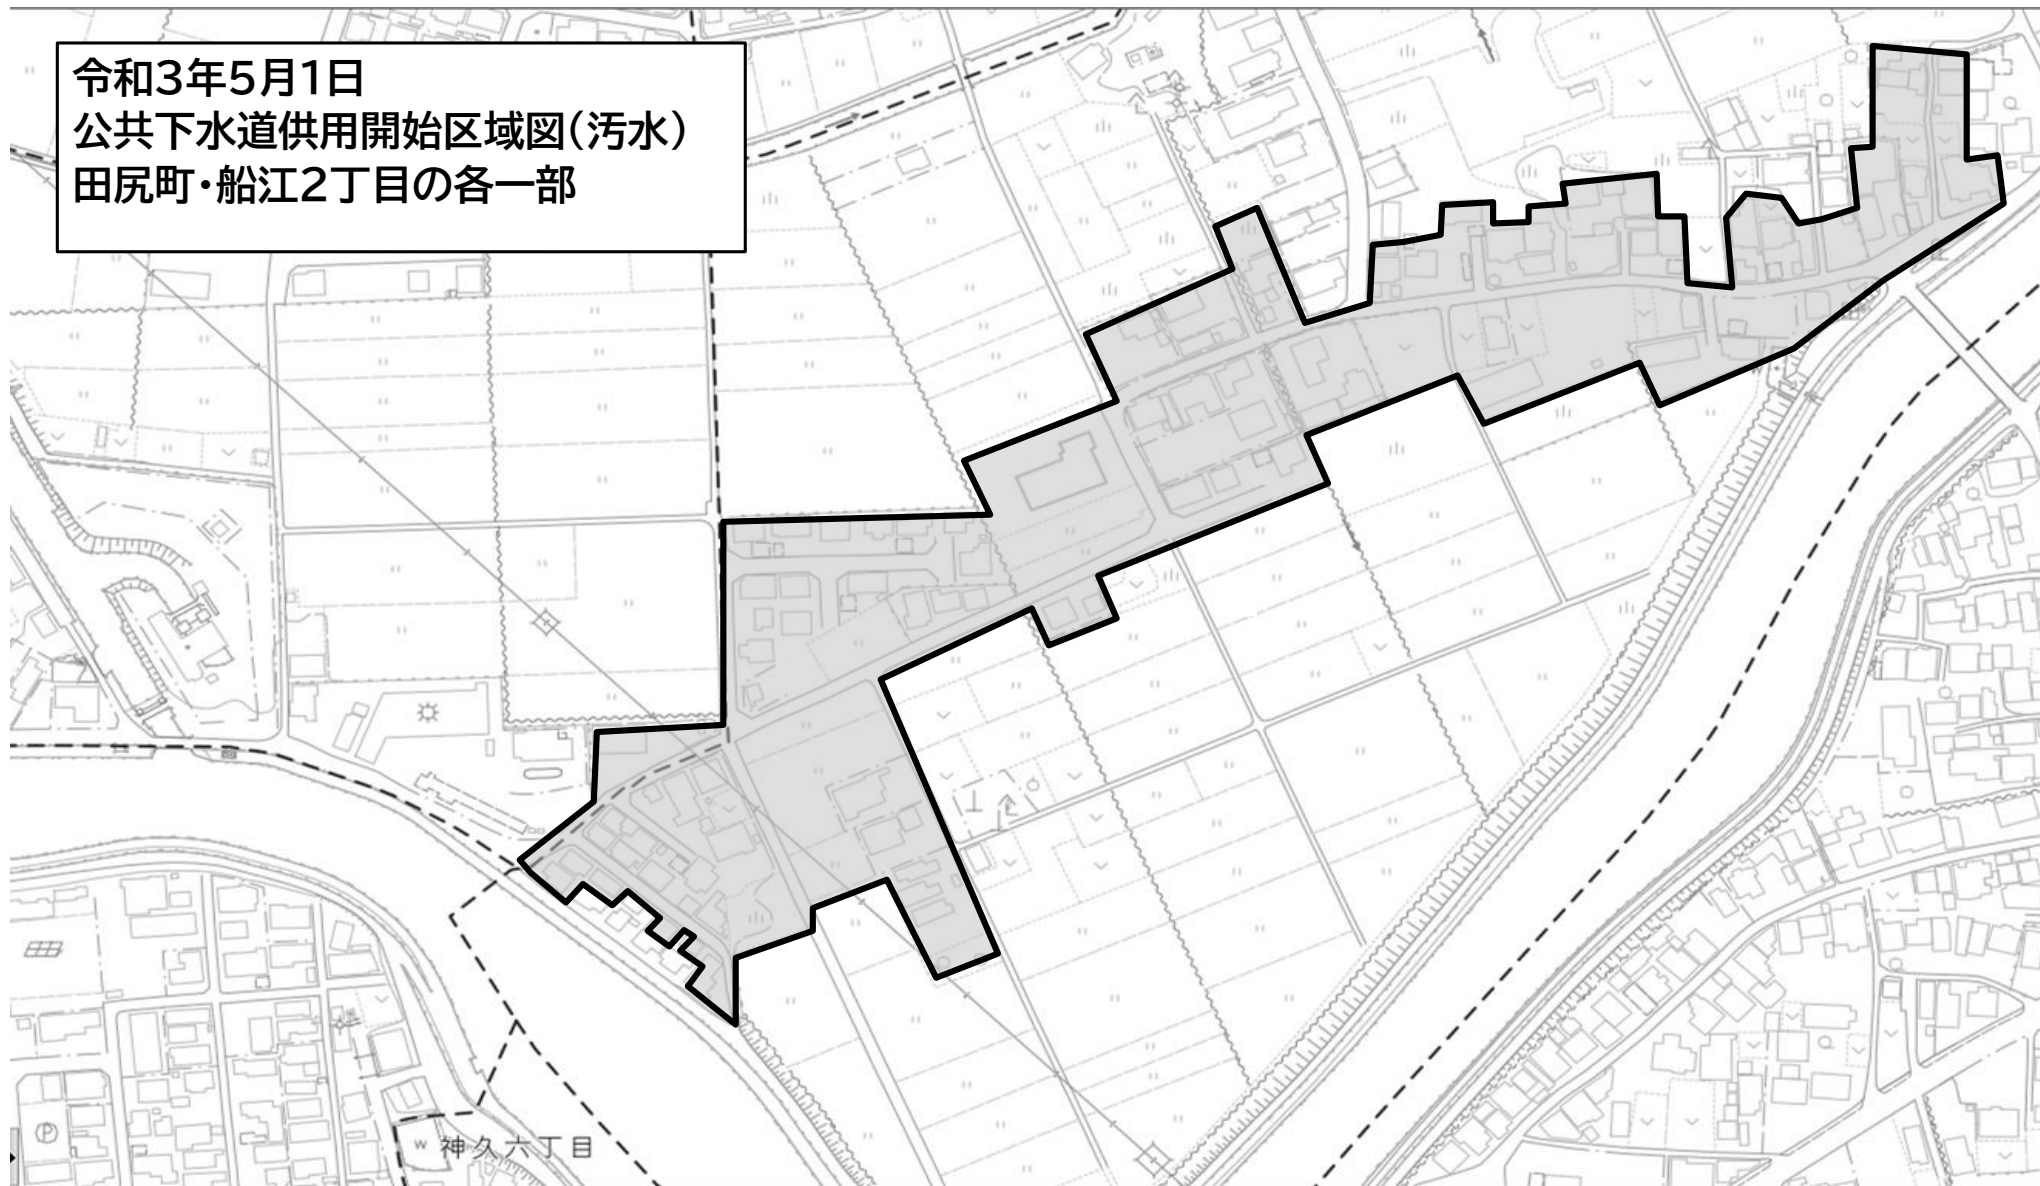 令和3年5月1日
公共下水道供用開始区域図(汚水)
田尻町・船江2丁目の各一部
P
W 神久六丁目